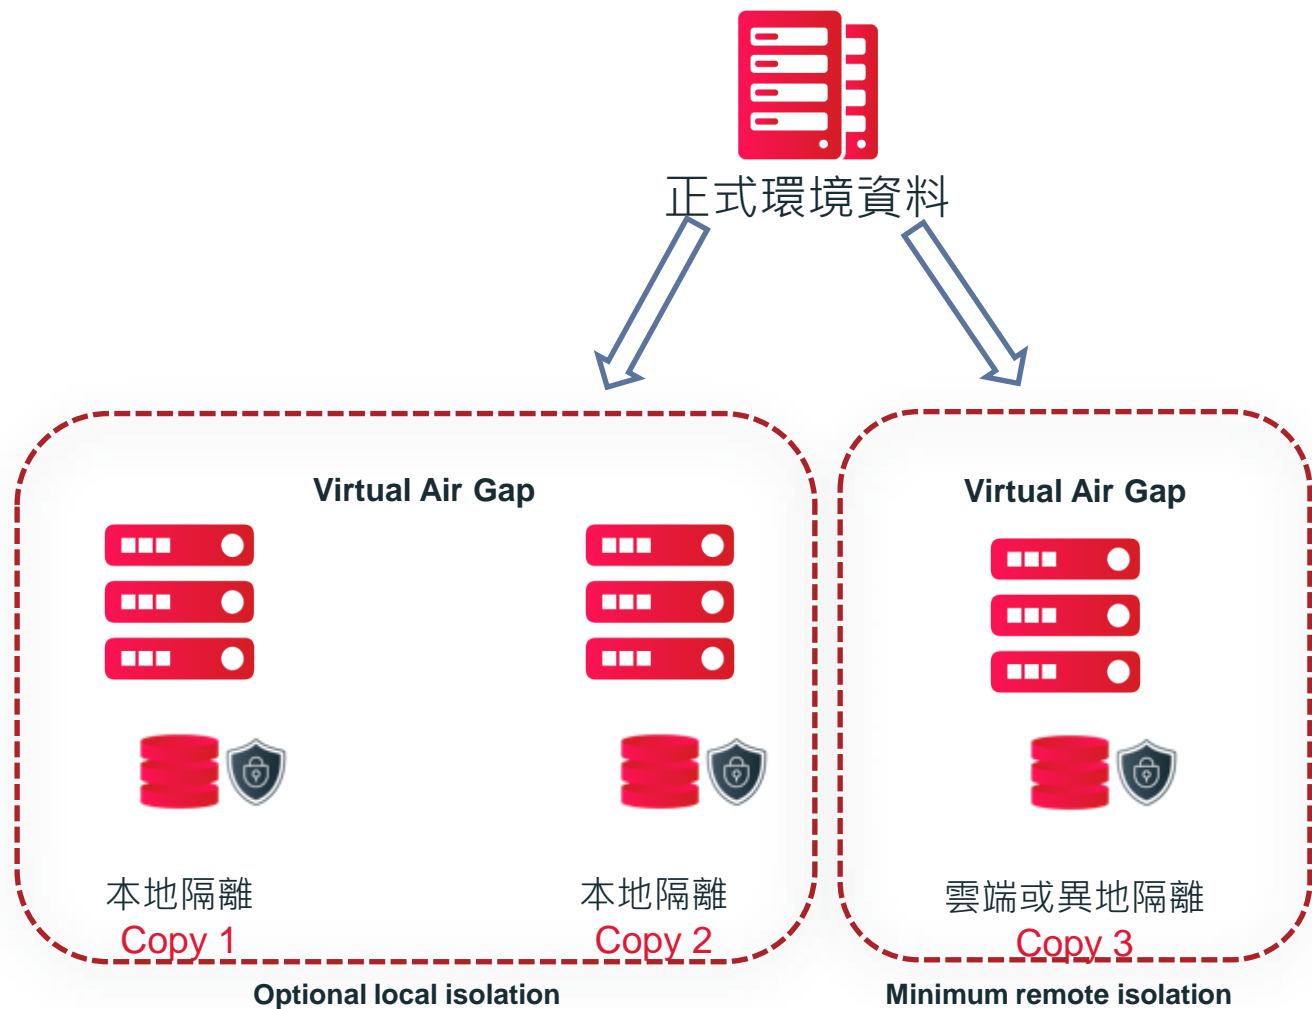 正式環境資料
Virtual Air Gap
本地隔離
Copy 1
本地隔離
Copy 2
Optional local isolation
Virtual Air Gap
雲端或異地隔離
Copy 3
Minimum remote isolation